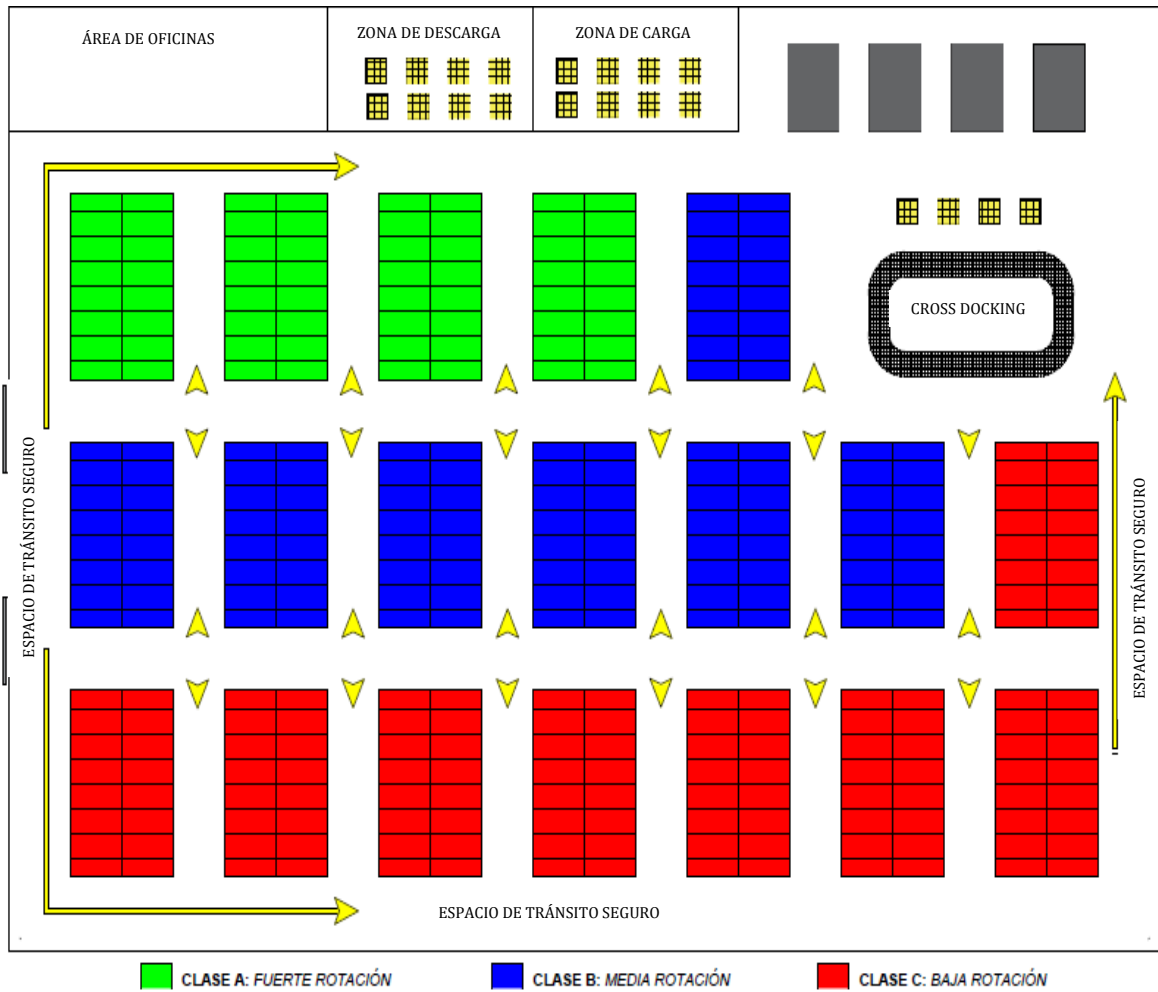 ÁREA DE OFICINAS
ZONA DE DESCARGA
ZONA DE CARGA
CROSS DOCKING
ESPACIO DE TRÁNSITO SEGURO
ESPACIO DE TRÁNSITO SEGURO
ESPACIO DE TRÁNSITO SEGURO
CLASE A: FUERTE ROTACIÓN
CLASE B: MEDIA ROTACIÓN
CLASE C: BAJA ROTACIÓN